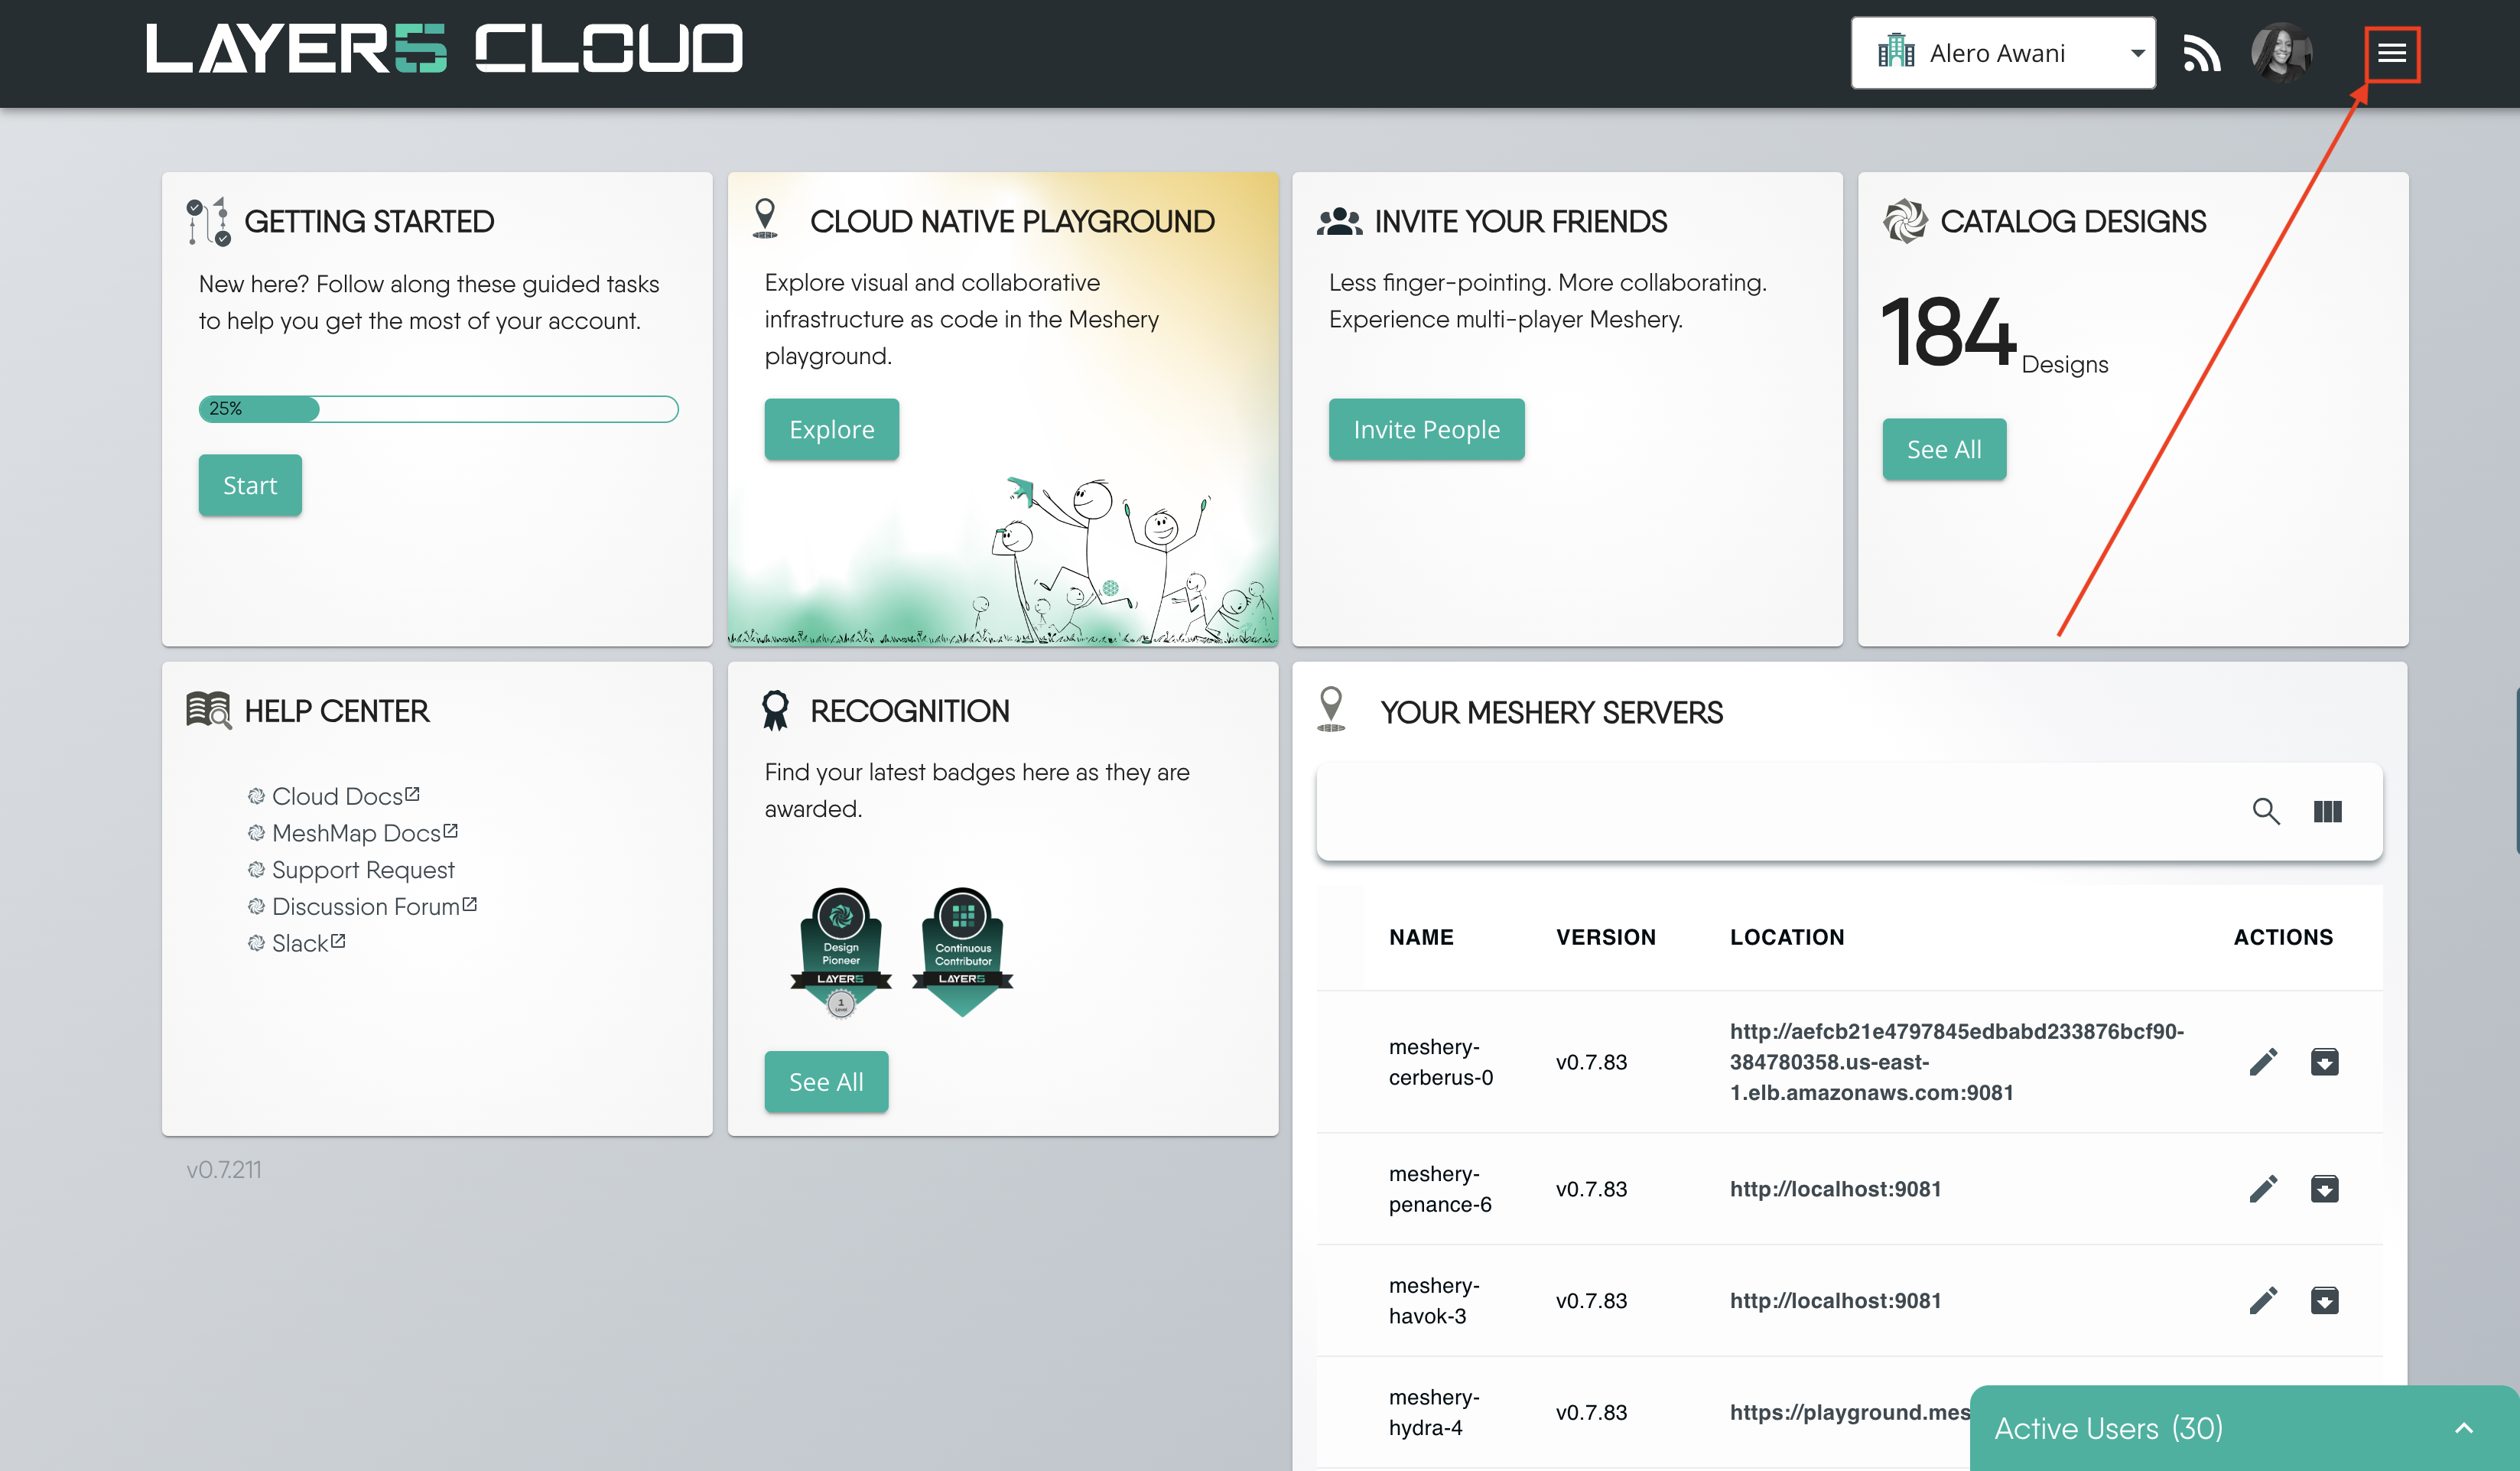 LAYER5 CLOUD
Alero Awani
GETTING STARTED
New here? Follow along these guided tasks
to help you get the most of your account.
25%
Start
CLOUD NATIVE PLAYGROUND
Explore visual and collaborative
infrastructure as code in the Meshery
playground.
Explore
INVITE YOUR FRIENDS
Less finger-pointing. More collaborating.
Experience multi-player Meshery.
Invite People
CATALOG DESIGNS
184 Designs
See All
HELP CENTER
Cloud Docs
MeshMap Docs
Support Request
Discussion Forum
Slack
RECOGNITION
Find your latest badges here as they are
awarded.
Design
Pioneer
LAYER5
1
Level
Continuous
Contributor
LAYER5
See All
YOUR MESHERY SERVERS
NAME VERSION LOCATION ACTIONS
meshery-
cerberus-0
v0.7.83
http://aefcb21e4797845edbabd233876bcf90-
384780358.us-east-
1.elb.amazonaws.com:9081
meshery-
penance-6
v0.7.83
http://localhost:9081
meshery-
havok-3
v0.7.83
http://localhost:9081
meshery-
hydra-4
v0.7.83
https://playground.mes
Active Users (30)
v0.7.211